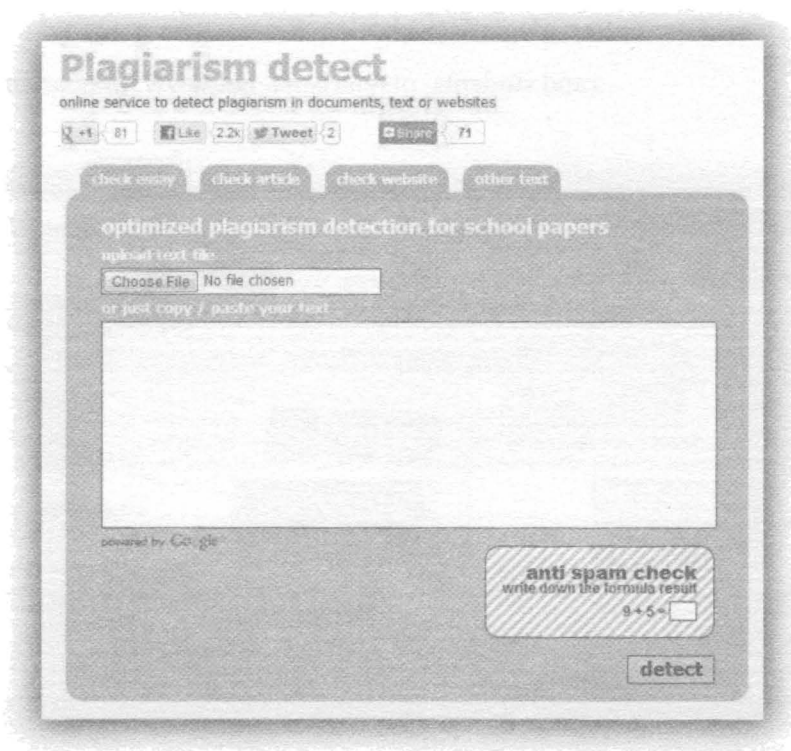 Plagiarism detect
online service to detect plagiarism in documents, text or websites
+1 81 Like 2.2k Tweet 2 Share 71
check essay check article check website other text
optimized plagiarism detection for school papers
upload text file
Choose File No file chosen
or just copy / paste your text
powered by Google
anti spam check
write down the formula result
9 + 5 =
detect